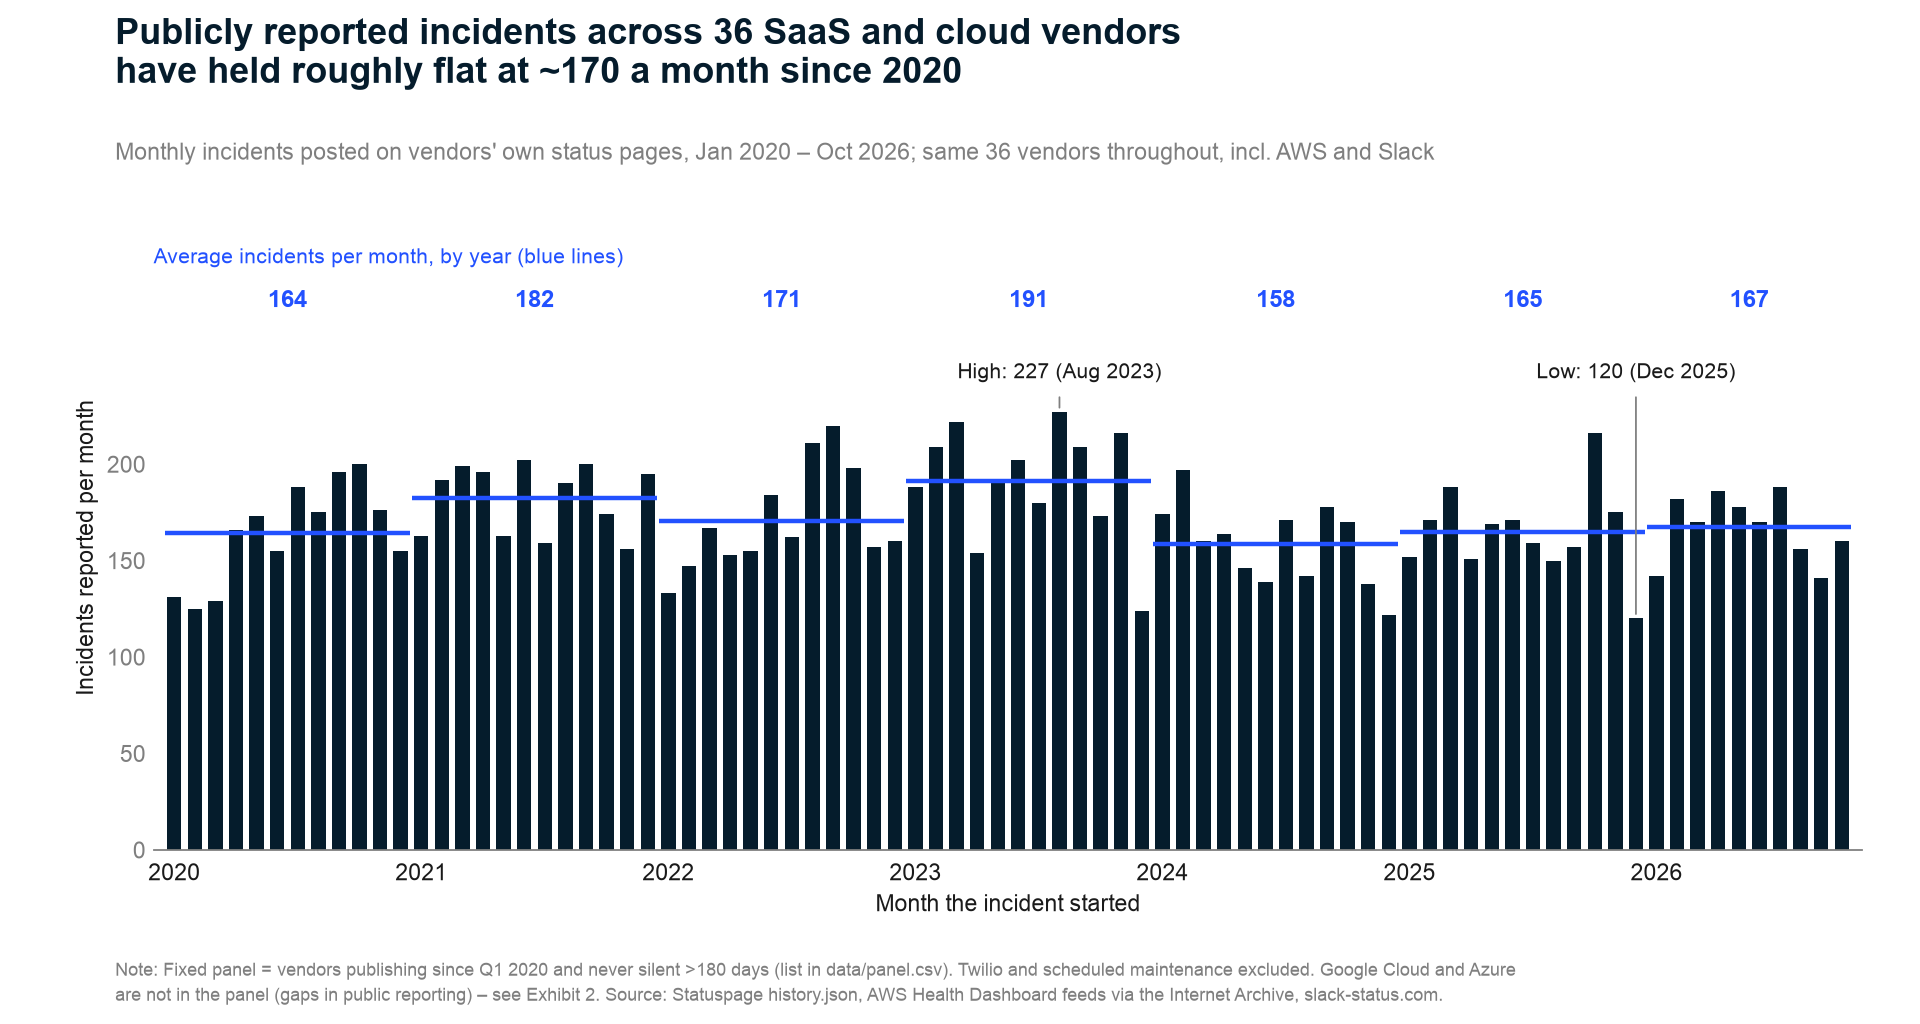 Publicly reported incidents across 36 SaaS and cloud vendors
have held roughly flat at ~170 a month since 2020
Monthly incidents posted on vendors' own status pages, Jan 2020 – Oct 2026; same 36 vendors throughout, incl. AWS and Slack
Average incidents per month, by year (blue lines)
164 182 171 191 158 165 167
High: 227 (Aug 2023) Low: 120 (Dec 2025)
Incidents reported per month
200
150
100
50
0
2020 2021 2022 2023 2024 2025 2026
Month the incident started
Note: Fixed panel = vendors publishing since Q1 2020 and never silent >180 days (list in data/panel.csv). Twilio and scheduled maintenance excluded. Google Cloud and Azure
are not in the panel (gaps in public reporting) – see Exhibit 2. Source: Statuspage history.json, AWS Health Dashboard feeds via the Internet Archive, slack-status.com.